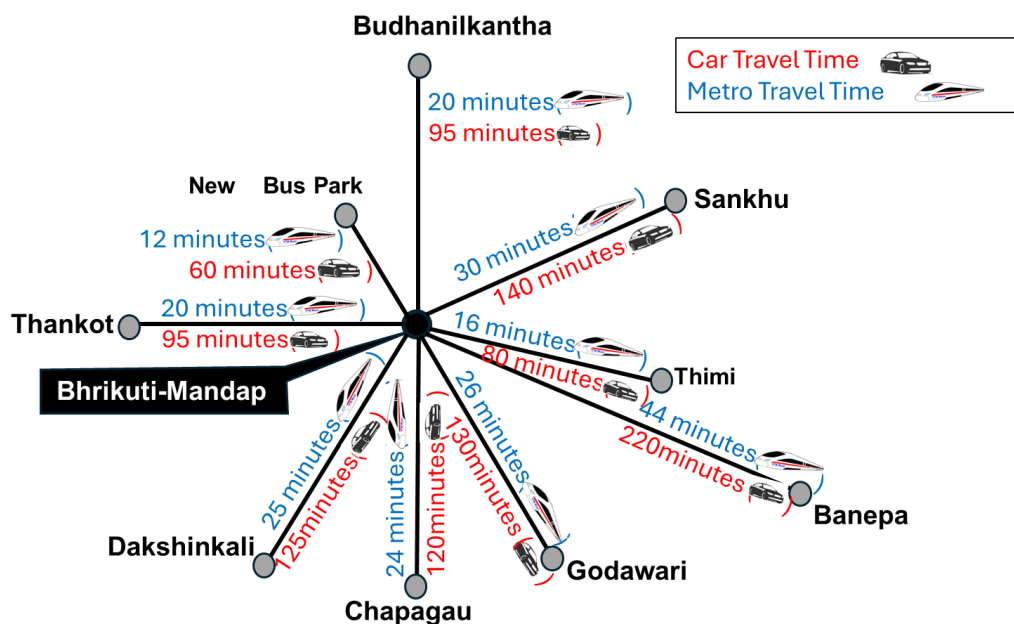 Budhanilkantha
Car Travel Time
Metro Travel Time
20 minutes( )
95 minutes( )
New Bus Park
Sankhu
12 minutes( )
60 minutes( )
30 minutes( )
140 minutes( )
20 minutes( )
95 minutes( )
Thankot
16 minutes( )
80 minutes( )
Thimi
Bhrikuti-Mandap
44 minutes( )
220minutes( )
Banepa
25 minutes( )
125minutes( )
Dakshinkali
24 minutes( )
120minutes( )
Chapagau
26 minutes( )
130minutes( )
Godawari